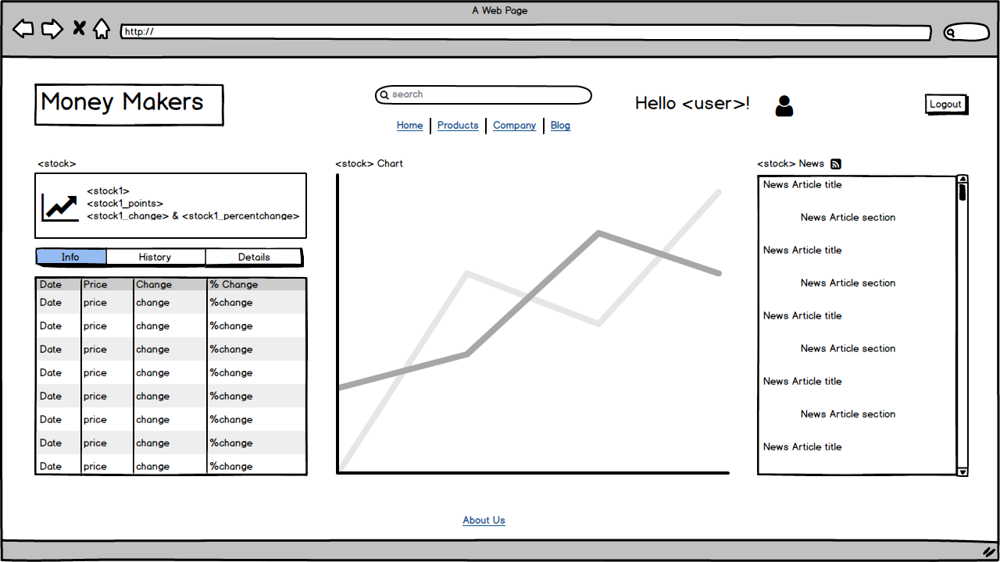 A Web Page
http://
Money Makers
search
Hello <user>!
Logout
Home Products Company Blog
<stock>
<stock1>
<stock1_points>
<stock1_change> & <stock1_percentchange>
Info History Details
Date Price Change % Change
Date price change %change
Date price change %change
Date price change %change
Date price change %change
Date price change %change
Date price change %change
Date price change %change
Date price change %change
<stock> Chart
<stock> News
News Article title
News Article section
News Article title
News Article section
News Article title
News Article section
News Article title
News Article section
News Article title
About Us